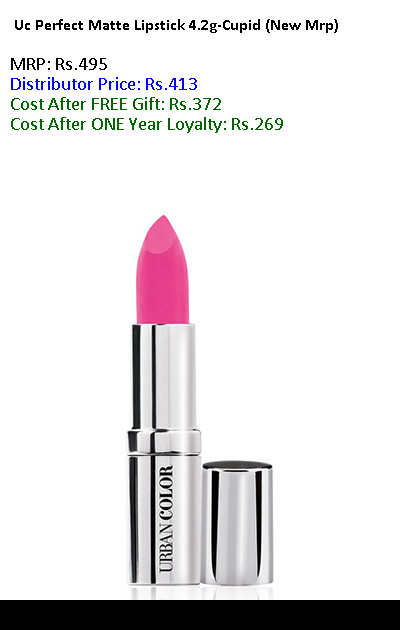 Uc Perfect Matte Lipstick 4.2g-Cupid (New Mrp)
MRP: Rs.495
Distributor Price: Rs.413
Cost After FREE Gift: Rs.372
Cost After ONE Year Loyalty: Rs.269
URBAN COLOR